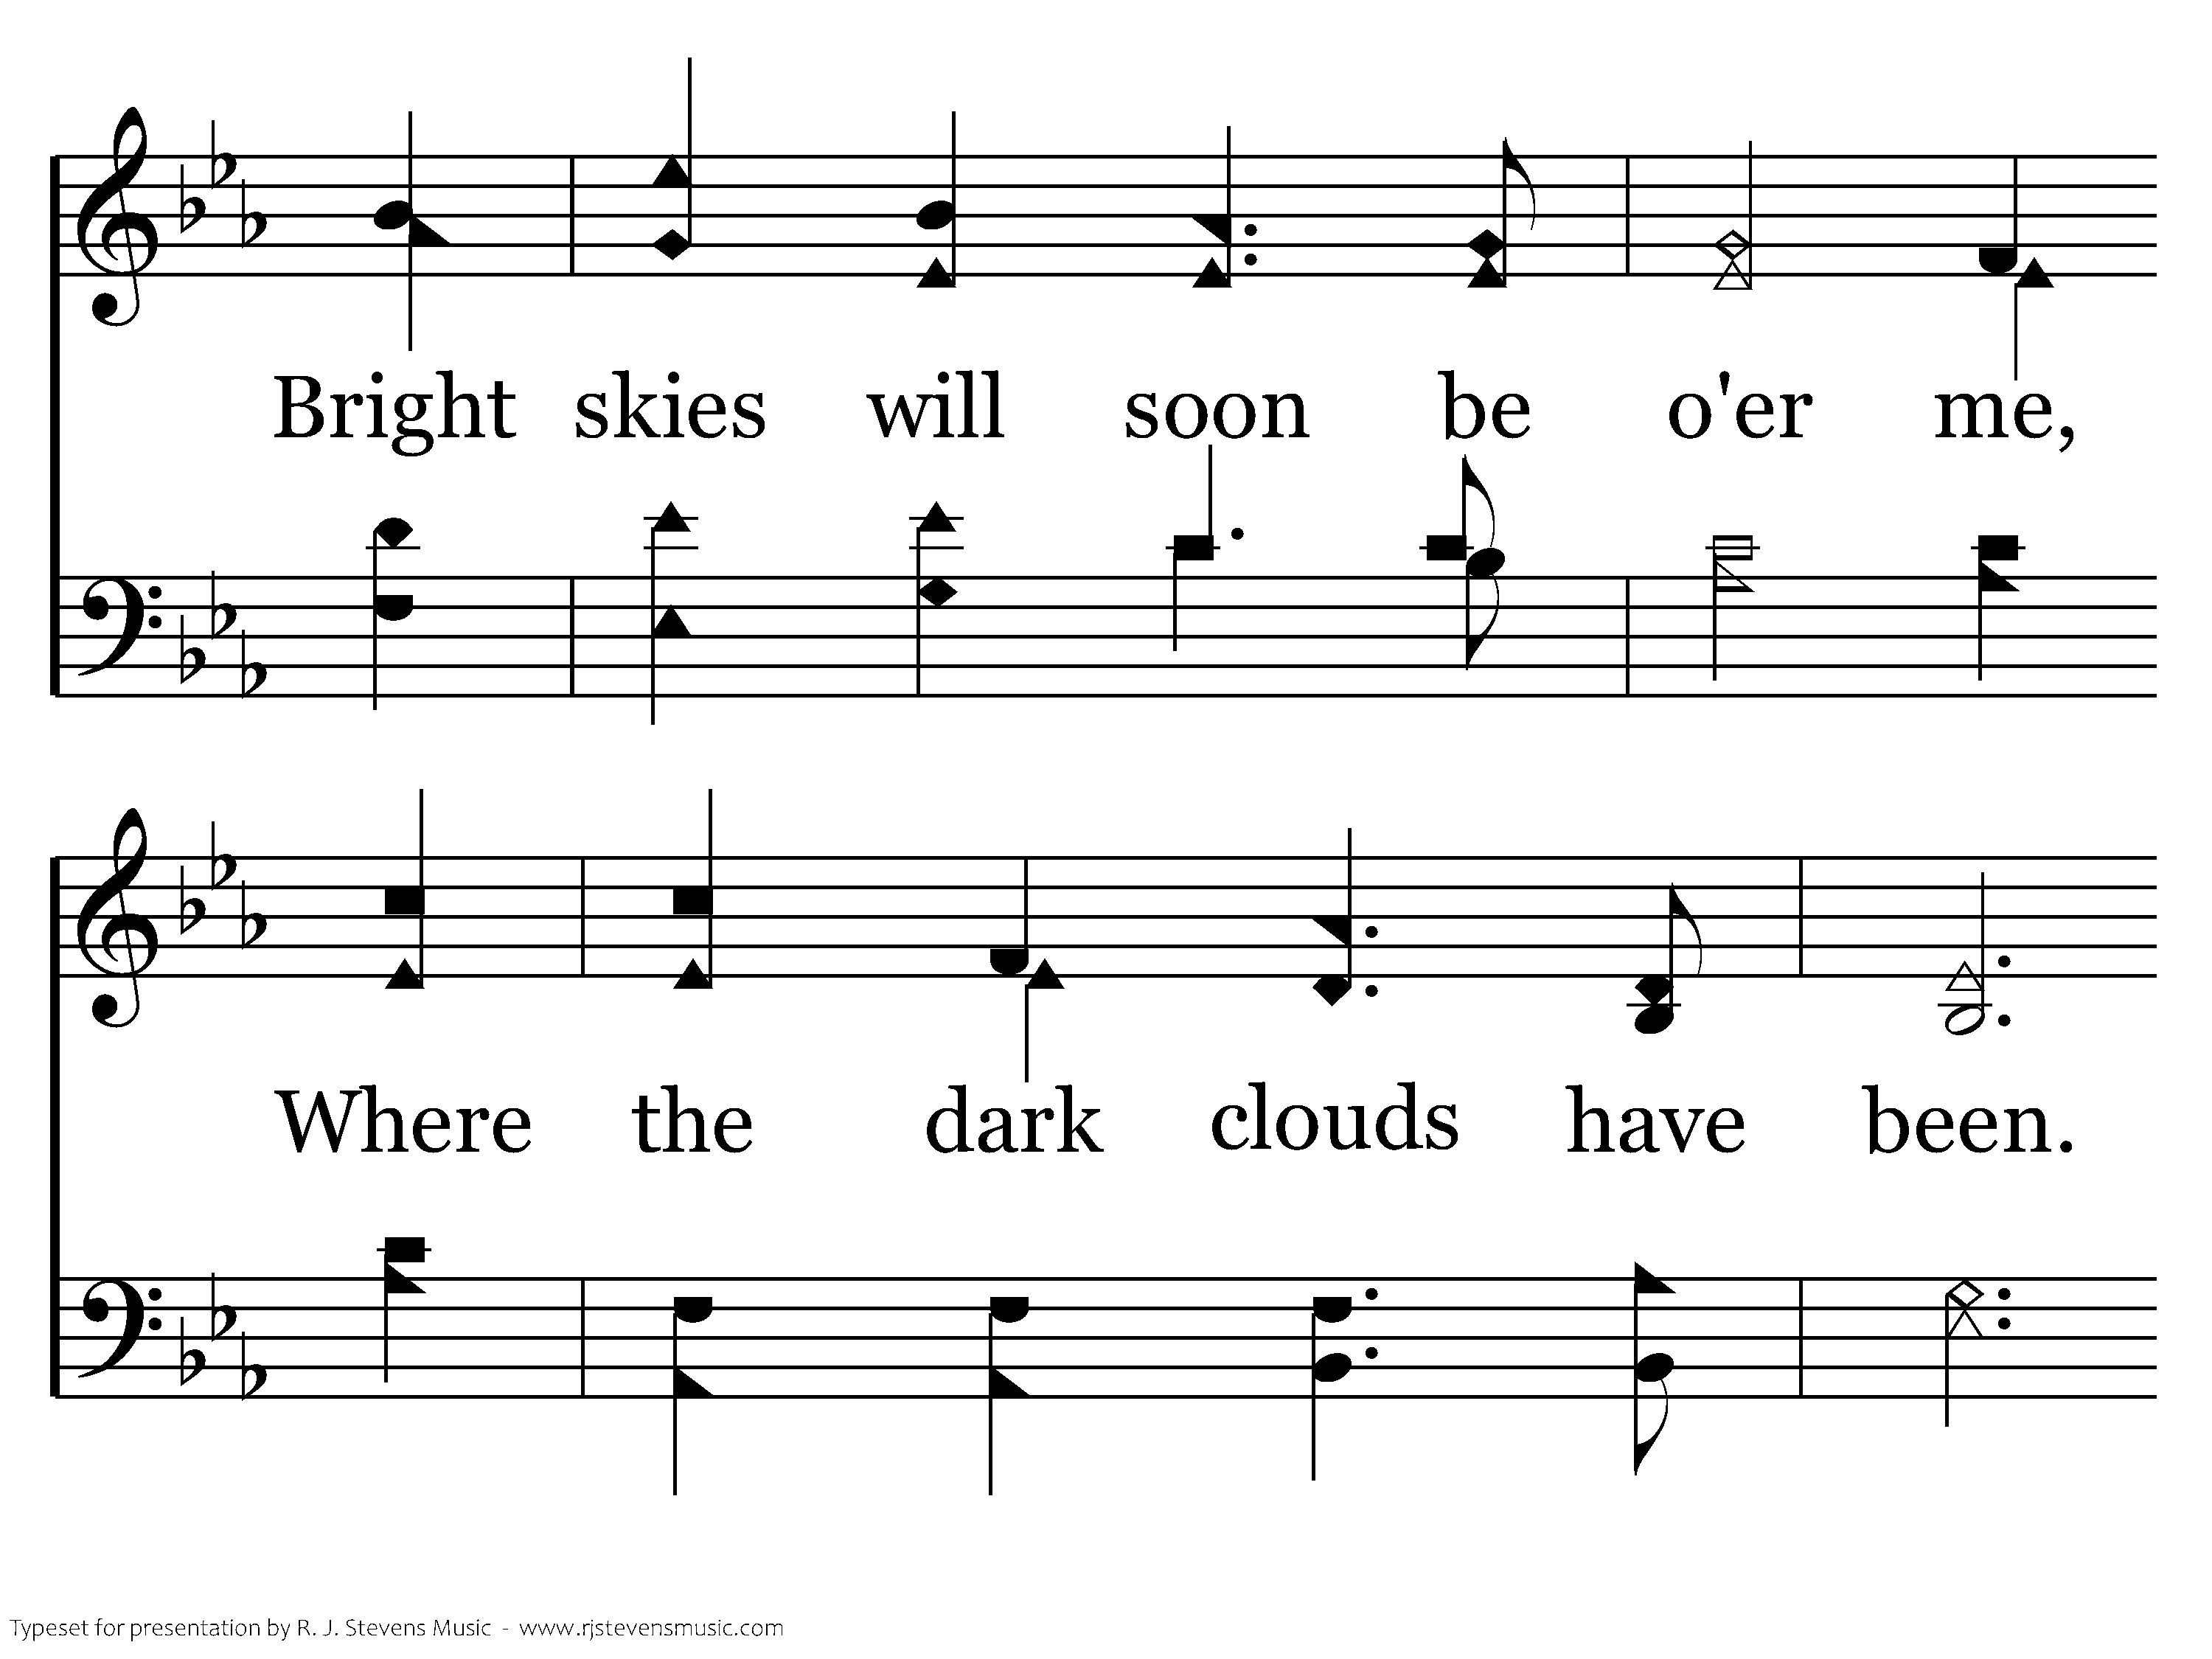 Bright skies will soon be o'er me,
Where the dark clouds have been.
Typeset for presentation by R. J. Stevens Music - www.rjstevensmusic.com